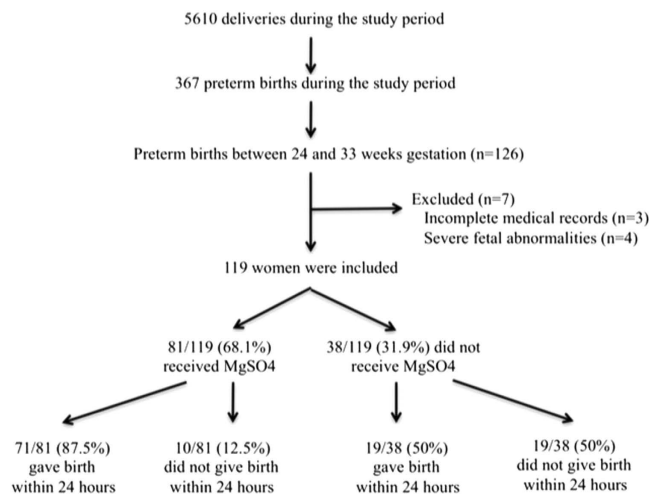 5610 deliveries during the study period
367 preterm births during the study period
Preterm births between 24 and 33 weeks gestation (n=126)
Excluded (n=7)
Incomplete medical records (n=3)
Severe fetal abnormalities (n=4)
119 women were included
81/119 (68.1%)
received MgSO4
38/119 (31.9%) did not
receive MgSO4
71/81 (87.5%)
gave birth
within 24 hours
10/81 (12.5%)
did not give birth
within 24 hours
19/38 (50%)
gave birth
within 24 hours
19/38 (50%)
did not give birth
within 24 hours